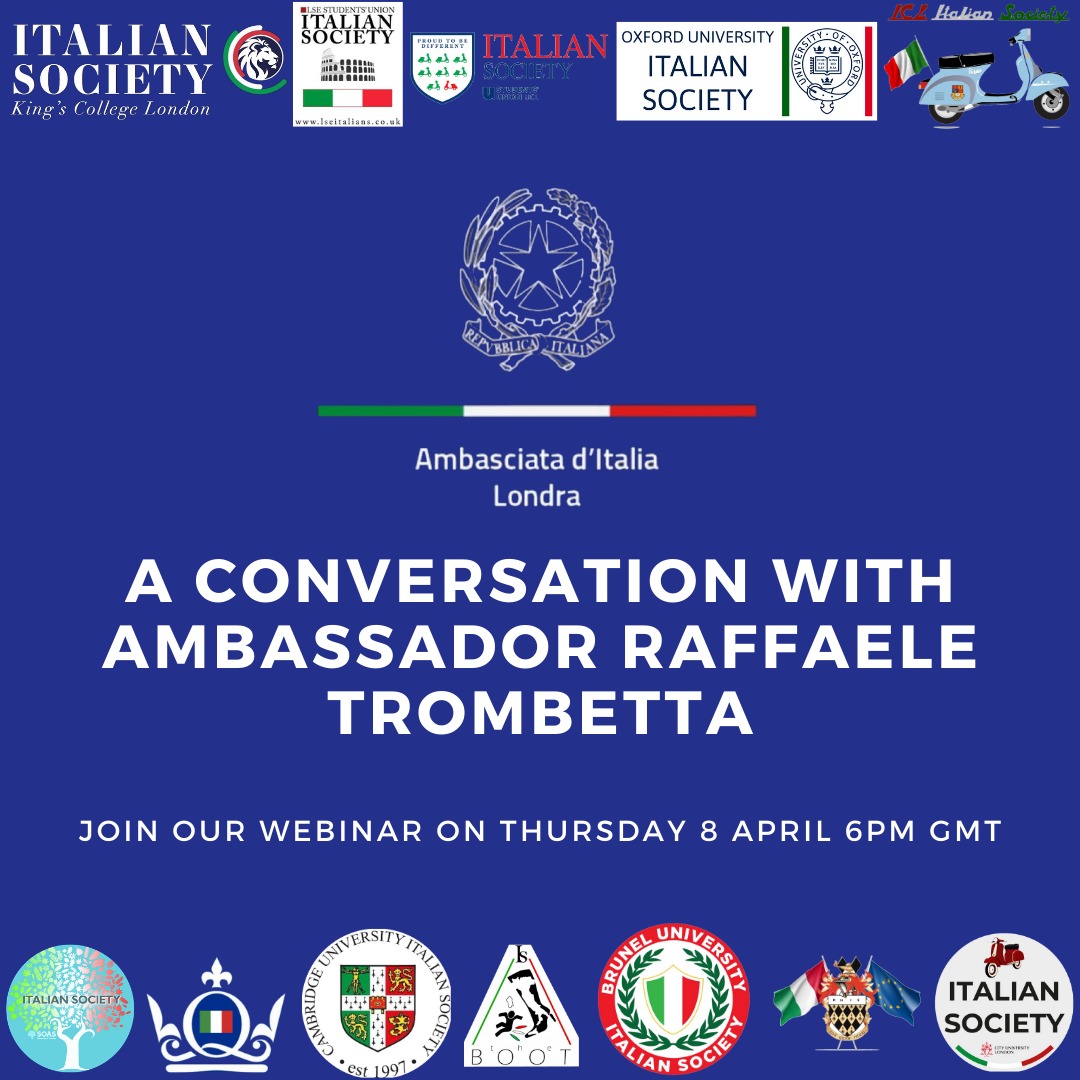 ITALIAN
SOCIETY
King's College London
LSE STUDENTS'UNION
ITALIAN
SOCIETY
www.lseitalians.co.uk
PROUD TO BE
DIFFERENT
ITALIAN
SOCIETY
OXFORD UNIVERSITY
ITALIAN
SOCIETY
UNIVERSITY·OF·OXFORD
ICL Italian Society
REPVBBLICA ITALIANA
Ambasciata d'Italia
Londra
A CONVERSATION WITH
AMBASSADOR RAFFAELE
TROMBETTA
JOIN OUR WEBINAR ON THURSDAY 8 APRIL 6PM GMT
ITALIAN SOCIETY
@ SOAS
CAMBRIDGE UNIVERSITY ITALIAN SOCIETY
• est 1997 •
Is
the
BOOT
BRUNEL UNIVERSITY
ITALIAN SOCIETY
ITALIAN
SOCIETY
CITY UNIVERSITY
LONDON